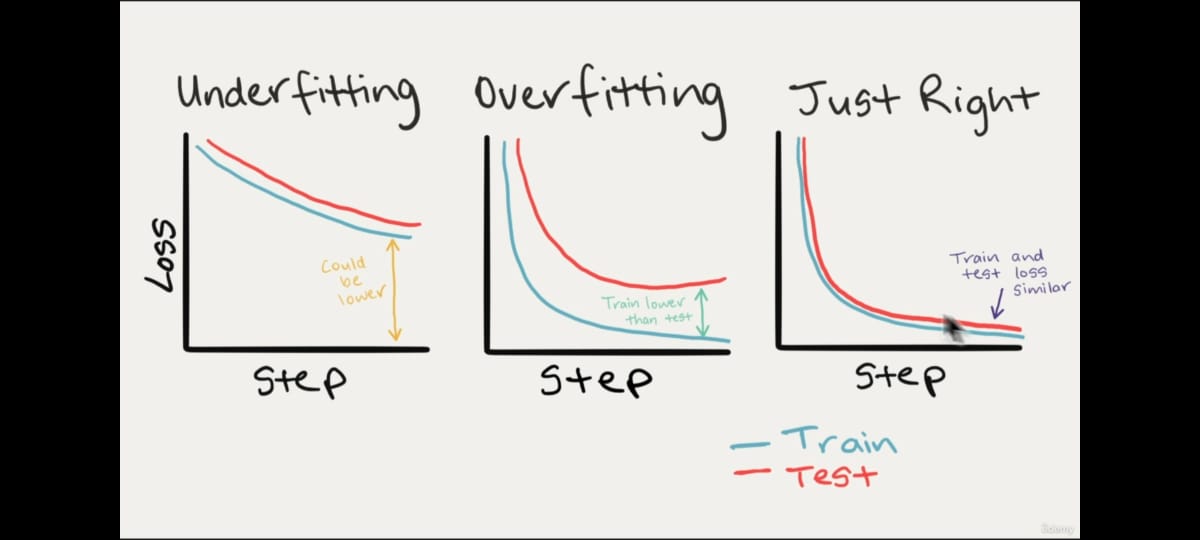 Underfitting
Overfitting
Just Right
Loss
Could
be
lower
Train lower
than test
Train and
test loss
similar
Step
Step
Step
Train
Test
ûdemy